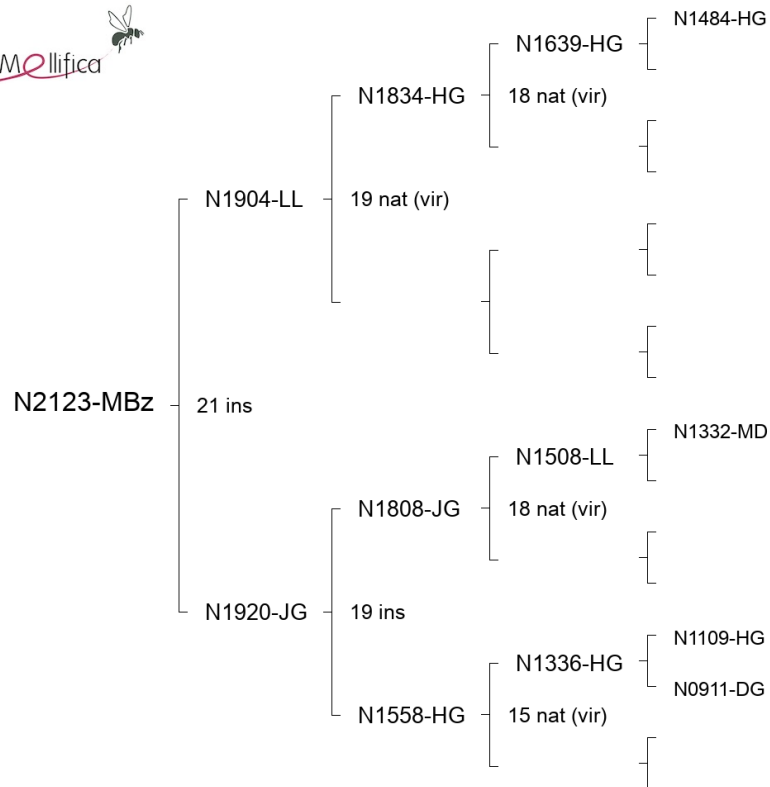 Mellifica
N1484-HG
N1639-HG
N1834-HG
18 nat (vir)
N1904-LL
19 nat (vir)
N2123-MBz
21 ins
N1332-MD
N1508-LL
N1808-JG
18 nat (vir)
N1920-JG
19 ins
N1109-HG
N1336-HG
N0911-DG
N1558-HG
15 nat (vir)